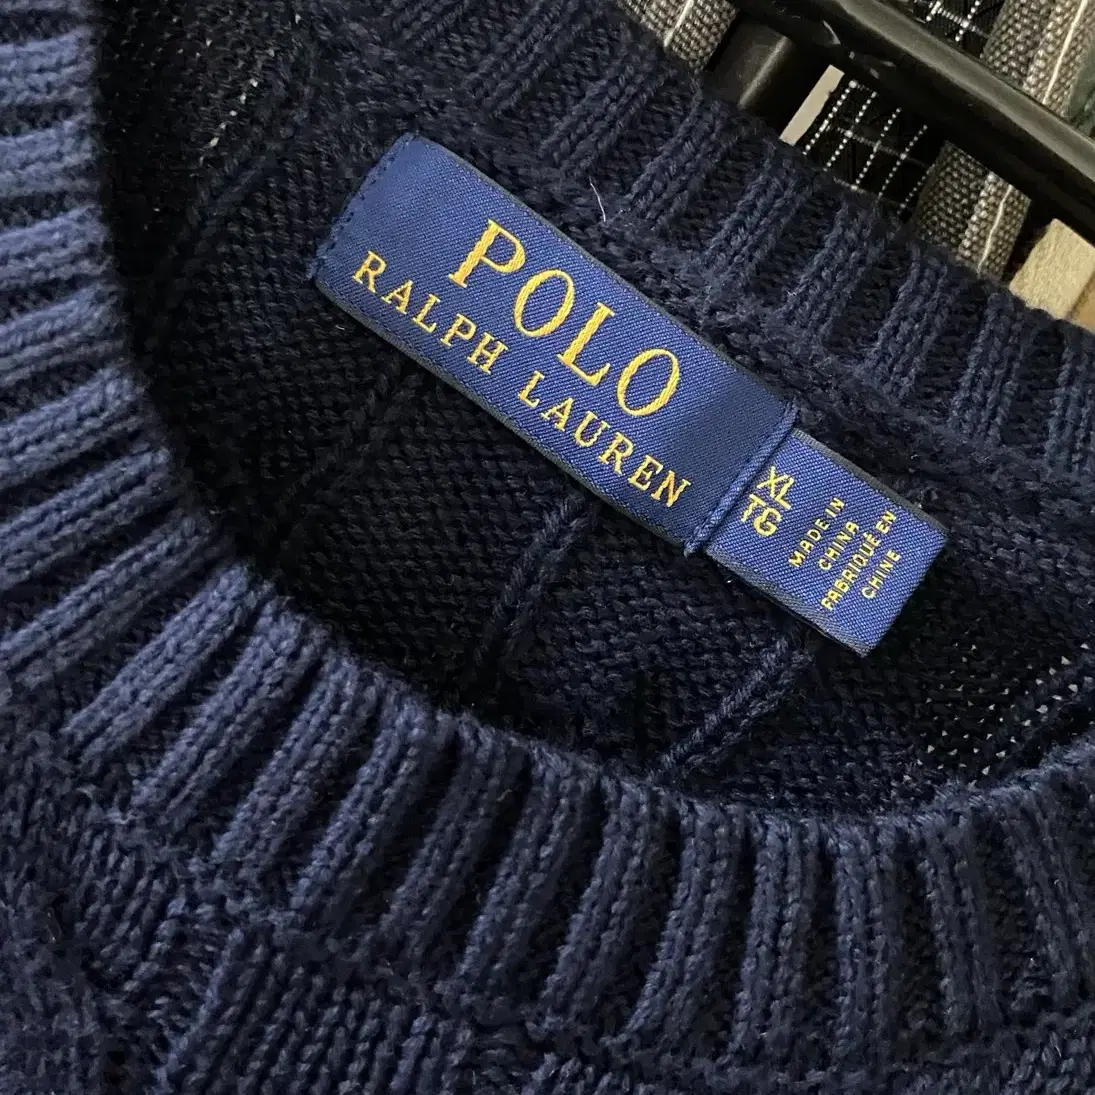 POLO
RALPH LAUREN
XL
TG
MADE IN
CHINA
FABRIQUÉ EN
CHINE